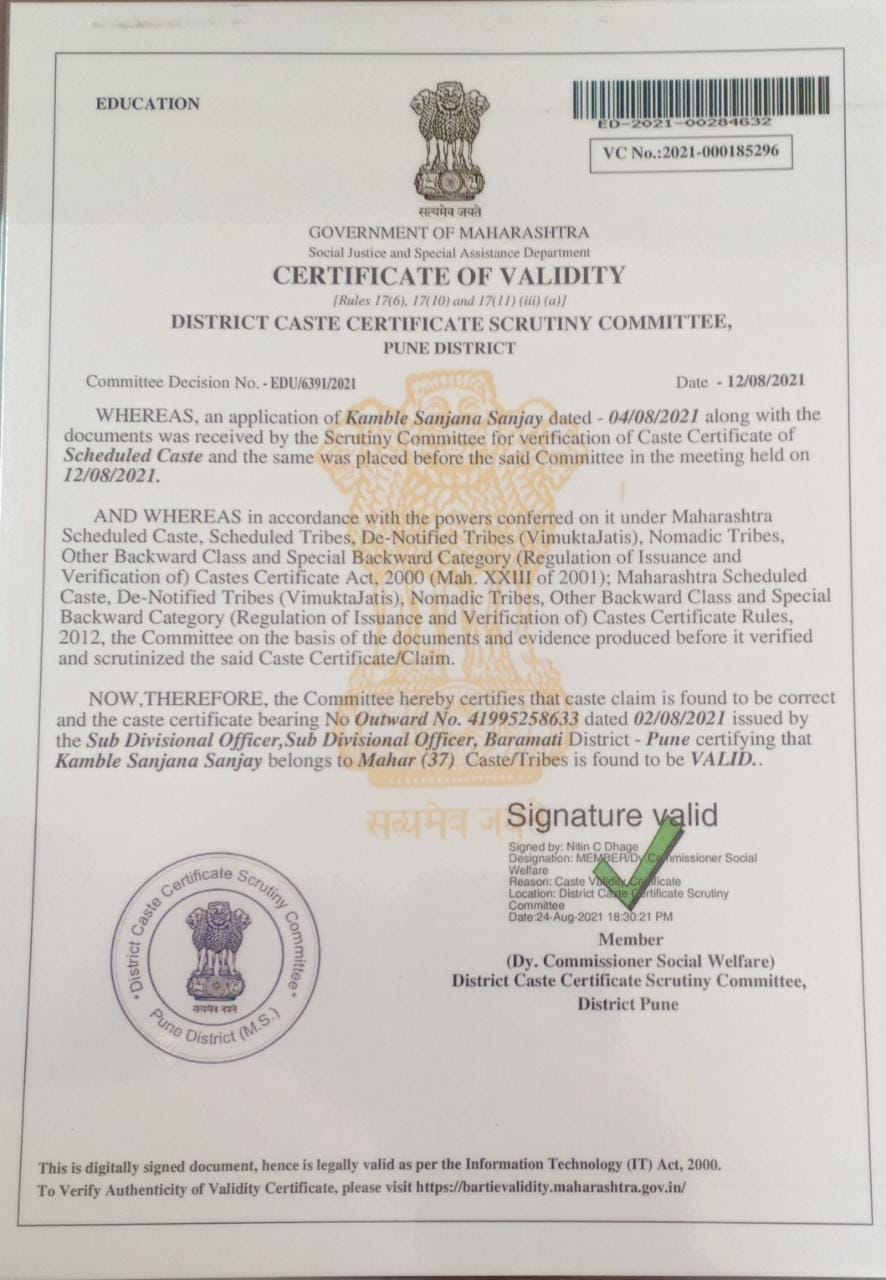 EDUCATION
ED-2021-00284632
VC No.:2021-000185296
सत्यमेव जयते
GOVERNMENT OF MAHARASHTRA
Social Justice and Special Assistance Department
CERTIFICATE OF VALIDITY
[Rules 17(6), 17(10) and 17(11) (iii) (a)]
DISTRICT CASTE CERTIFICATE SCRUTINY COMMITTEE,
PUNE DISTRICT
Committee Decision No. - EDU/6391/2021
Date - 12/08/2021
WHEREAS, an application of Kamble Sanjana Sanjay dated - 04/08/2021 along with the
documents was received by the Scrutiny Committee for verification of Caste Certificate of
Scheduled Caste and the same was placed before the said Committee in the meeting held on
12/08/2021.
AND WHEREAS in accordance with the powers conferred on it under Maharashtra
Scheduled Caste, Scheduled Tribes, De-Notified Tribes (VimuktaJatis), Nomadic Tribes,
Other Backward Class and Special Backward Category (Regulation of Issuance and
Verification of) Castes Certificate Act, 2000 (Mah. XXIII of 2001); Maharashtra Scheduled
Caste, De-Notified Tribes (VimuktaJatis), Nomadic Tribes, Other Backward Class and Special
Backward Category (Regulation of Issuance and Verification of) Castes Certificate Rules,
2012, the Committee on the basis of the documents and evidence produced before it verified
and scrutinized the said Caste Certificate/Claim.
NOW,THEREFORE, the Committee hereby certifies that caste claim is found to be correct
and the caste certificate bearing No Outward No. 41995258633 dated 02/08/2021 issued by
the Sub Divisional Officer,Sub Divisional Officer, Baramati District - Pune certifying that
Kamble Sanjana Sanjay belongs to Mahar (37) Caste/Tribes is found to be VALID..
सत्यमेव जयते
Signature valid
Signed by: Nitin C Dhage
Designation: MEMBER/Dy.Commissioner Social
Welfare
Reason: Caste Validity Certificate
Location: District Caste Certificate Scrutiny
Committee
Date:24-Aug-2021 18:30:21 PM
Member
(Dy. Commissioner Social Welfare)
District Caste Certificate Scrutiny Committee,
District Pune
* District Caste Certificate Scrutiny Committee *
सत्यमेव जयते
Pune District (M.S.)
This is digitally signed document, hence is legally valid as per the Information Technology (IT) Act, 2000.
To Verify Authenticity of Validity Certificate, please visit https://bartievalidity.maharashtra.gov.in/